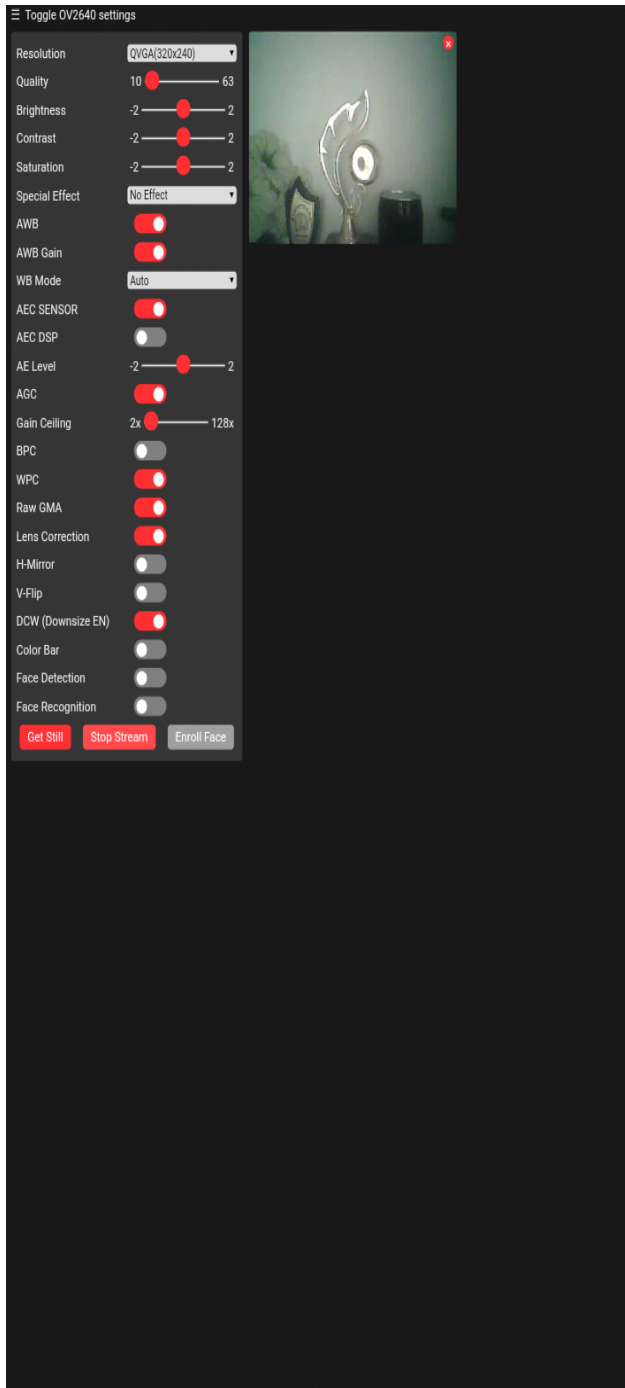 ☰ Toggle OV2640 settings
Resolution QVGA(320x240)
Quality 10 63
Brightness -2 2
Contrast -2 2
Saturation -2 2
Special Effect No Effect
AWB
AWB Gain
WB Mode Auto
AEC SENSOR
AEC DSP
AE Level -2 2
AGC
Gain Ceiling 2x 128x
BPC
WPC
Raw GMA
Lens Correction
H-Mirror
V-Flip
DCW (Downsize EN)
Color Bar
Face Detection
Face Recognition
Get Still Stop Stream Enroll Face
x